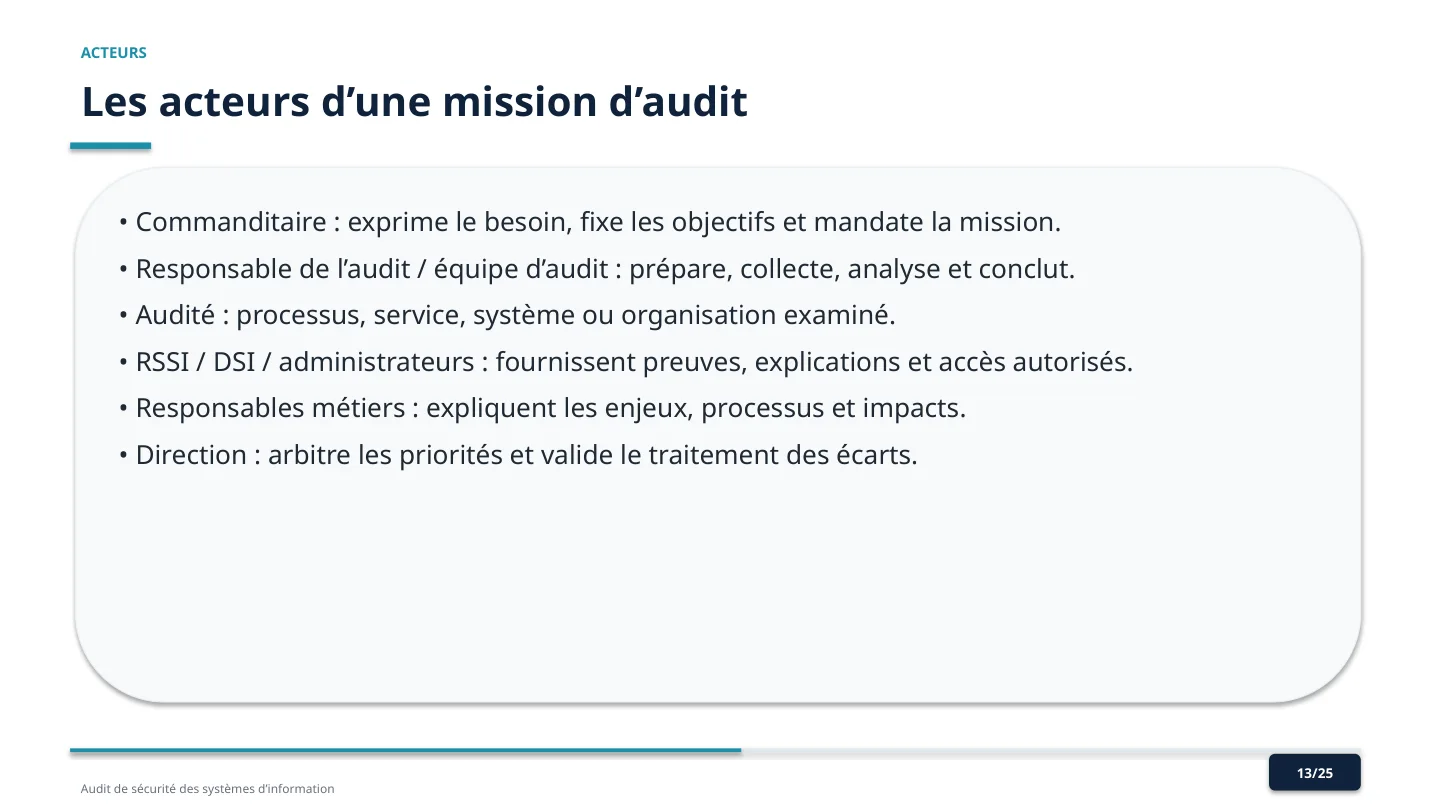 ACTEURS
Les acteurs d’une mission d’audit
• Commanditaire : exprime le besoin, fixe les objectifs et mandate la mission.
• Responsable de l’audit / équipe d’audit : prépare, collecte, analyse et conclut.
• Audité : processus, service, système ou organisation examiné.
• RSSI / DSI / administrateurs : fournissent preuves, explications et accès autorisés.
• Responsables métiers : expliquent les enjeux, processus et impacts.
• Direction : arbitre les priorités et valide le traitement des écarts.
13/25
Audit de sécurité des systèmes d’information